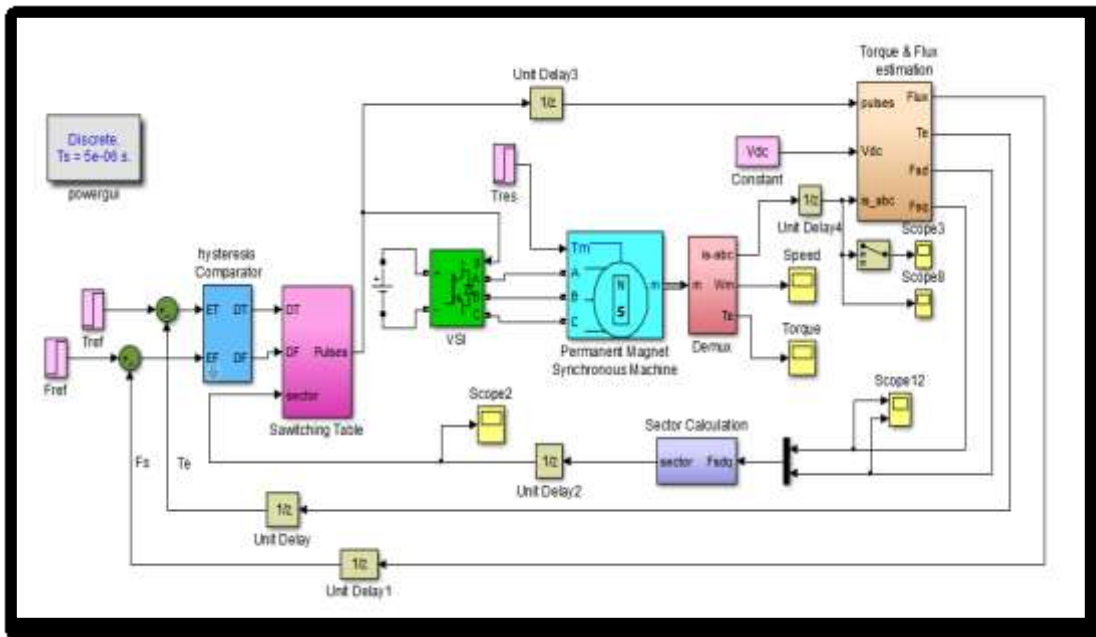 Torque & Flux
estimation
Unit Delay3
1/z
pulses
Flux
Te
Vdc
Fsd
is_abc
Fsq
Discrete,
Ts = 5e-06 s.
powergui
Vdc
Constant
Tres
1/z
Unit Delay4
Scope3
Scope8
hysteresis
Comparator
ET
DT
EF
DF
DT
DF
Pulses
sector
Sawitching Table
Tref
Fref
VSI
Tm
A
B
C
N
S
m
Permanent Magnet
Synchronous Machine
is-abc
m
Wm
Te
Demux
Speed
Torque
Scope12
Scope2
Sector Calculation
sector
Fsdq
1/z
Unit Delay2
Fs
Te
1/z
Unit Delay
1/z
Unit Delay1